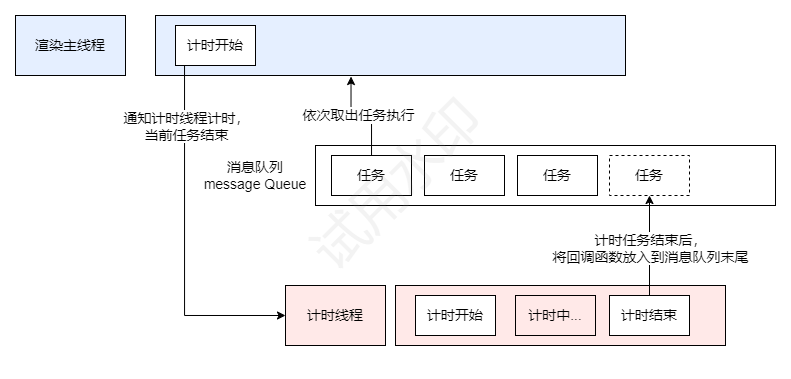 渲染主线程
计时开始
通知计时线程计时，
当前任务结束
依次取出任务执行
消息队列
message Queue
任务
任务
任务
任务
计时任务结束后，
将回调函数放入到消息队列末尾
计时线程
计时开始
计时中...
计时结束
试用水印